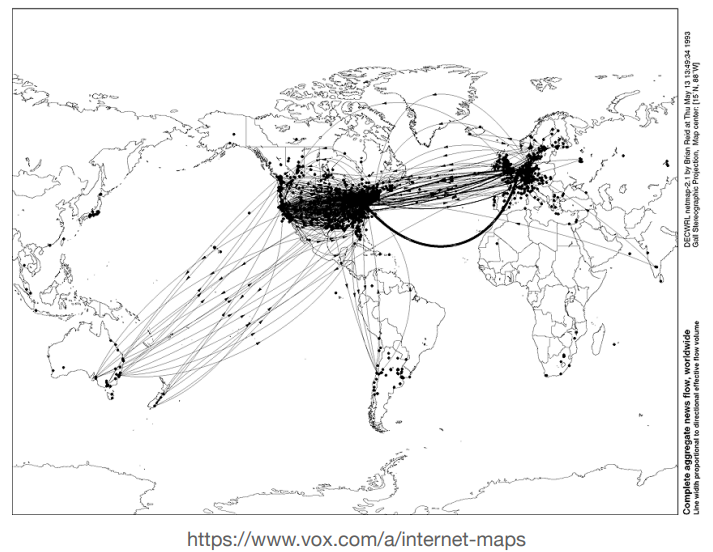 DECWRL netmap-2.1 by Brian Reid at Thu May 13 13:49:34 1993
Gall Stereographic Projection, Map center: [15°N, 88°W]
Complete aggregate news flow, worldwide
Line width proportional to directional effective flow volume
https://www.vox.com/a/internet-maps